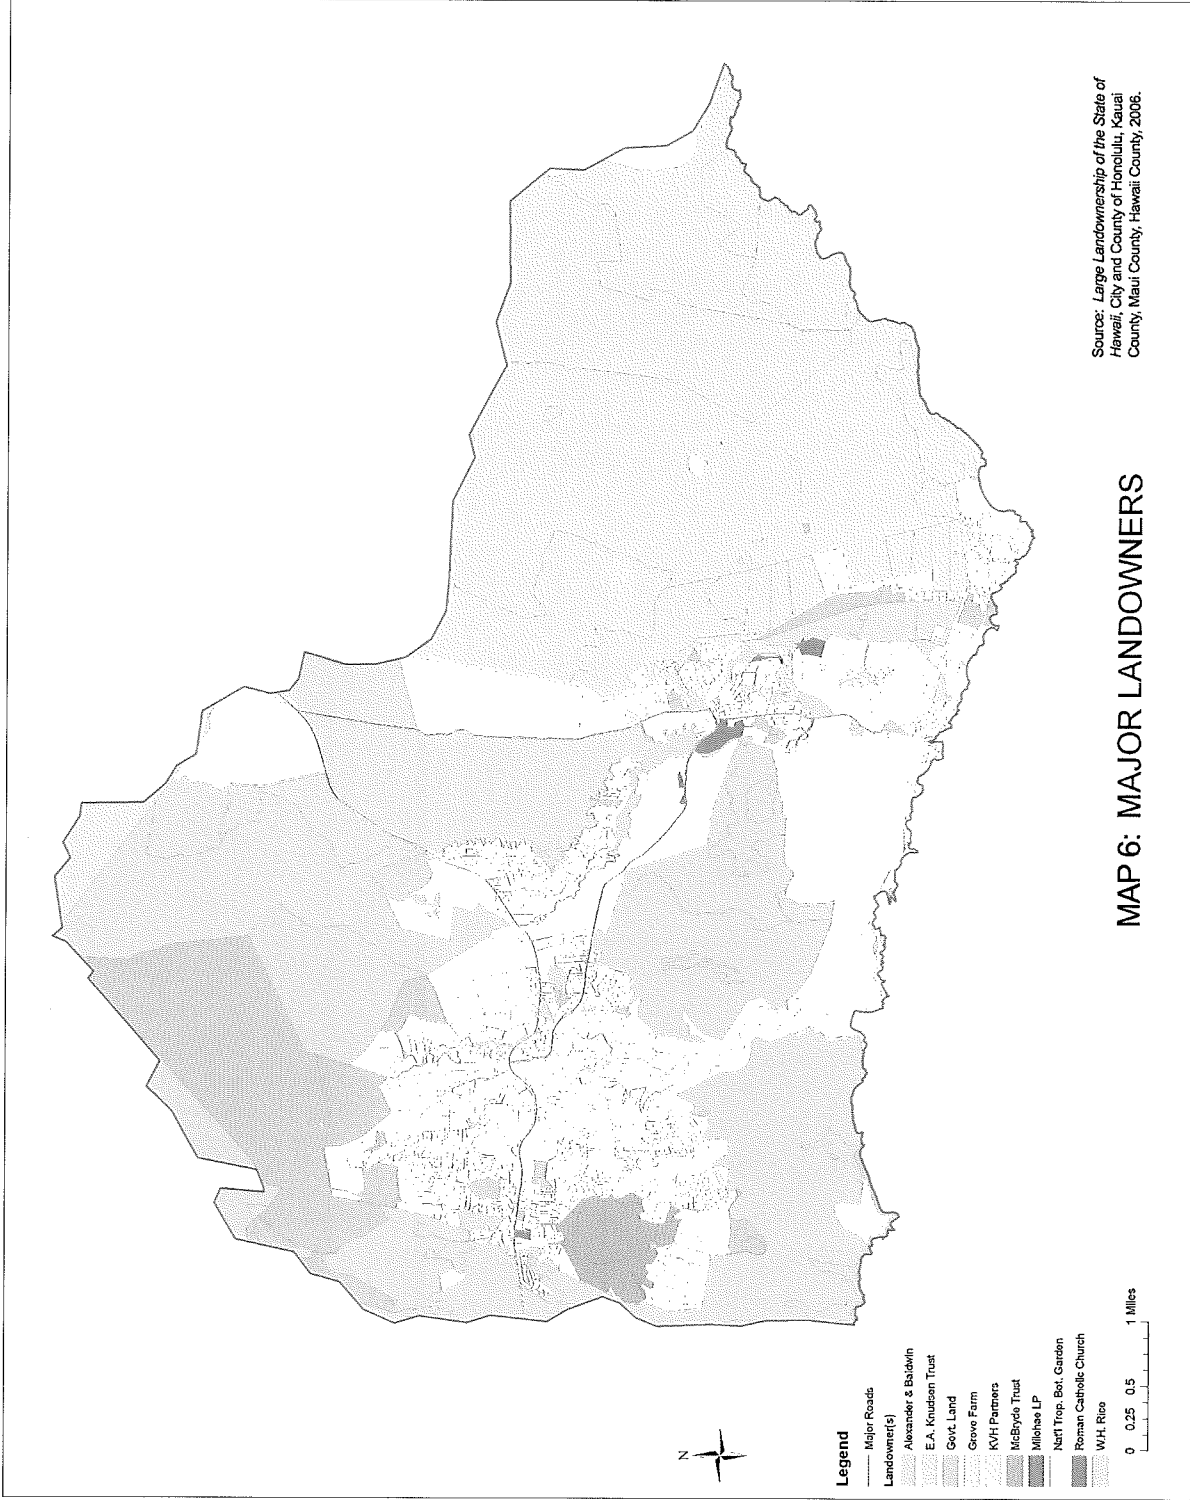 MAP 6: MAJOR LANDOWNERS
Source: Large Landownership of the State of
Hawaii, City and County of Honolulu, Kauai
County, Maui County, Hawaii County, 2006.
N
Legend
Major Roads
Landowner(s)
Alexander & Baldwin
E.A. Knudsen Trust
Govt. Land
Grove Farm
KVH Partners
McBryde Trust
Milohae LP
Nat'l Trop. Bot. Garden
Roman Catholic Church
W.H. Rice
0 0.25 0.5 1 Miles